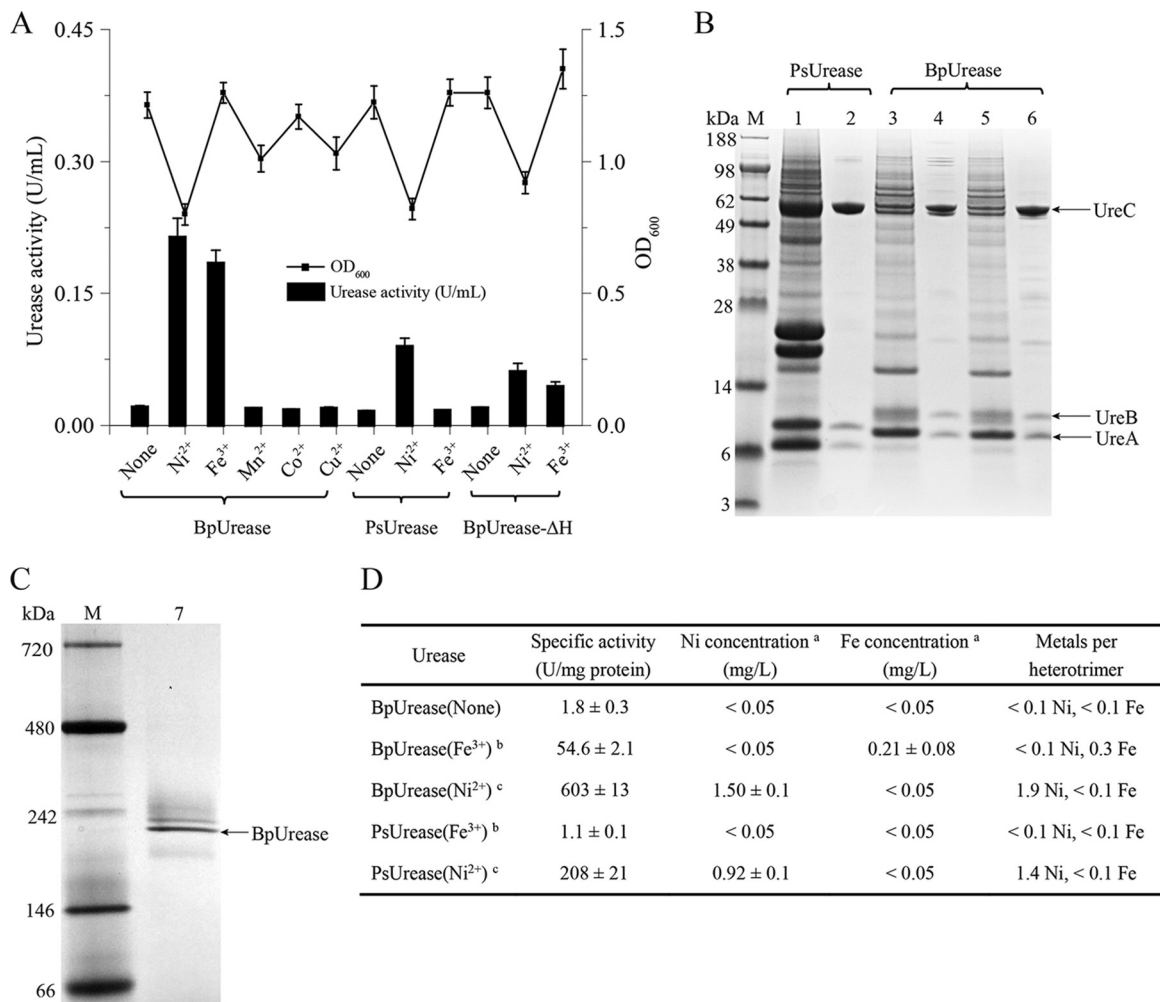 A
0.45
0.30
0.15
0.00
Urease activity (U/mL)
1.5
1.0
0.5
0.0
OD₆₀₀
OD₆₀₀
Urease activity (U/mL)
None Ni²⁺ Fe³⁺ Mn²⁺ Co²⁺ Cu²⁺ None Ni²⁺ Fe³⁺ None Ni²⁺ Fe³⁺
BpUrease PsUrease BpUrease-ΔH
B
PsUrease BpUrease
kDa M 1 2 3 4 5 6
188
98
62
49
38
28
14
6
3
UreC
UreB
UreA
C
kDa M 7
720
480
242
146
66
BpUrease
D
Urease Specific activity (U/mg protein) Ni concentration ᵃ (mg/L) Fe concentration ᵃ (mg/L) Metals per heterotrimer
BpUrease(None) 1.8 ± 0.3 < 0.05 < 0.05 < 0.1 Ni, < 0.1 Fe
BpUrease(Fe³⁺) ᵇ 54.6 ± 2.1 < 0.05 0.21 ± 0.08 < 0.1 Ni, 0.3 Fe
BpUrease(Ni²⁺) ᶜ 603 ± 13 1.50 ± 0.1 < 0.05 1.9 Ni, < 0.1 Fe
PsUrease(Fe³⁺) ᵇ 1.1 ± 0.1 < 0.05 < 0.05 < 0.1 Ni, < 0.1 Fe
PsUrease(Ni²⁺) ᶜ 208 ± 21 0.92 ± 0.1 < 0.05 1.4 Ni, < 0.1 Fe